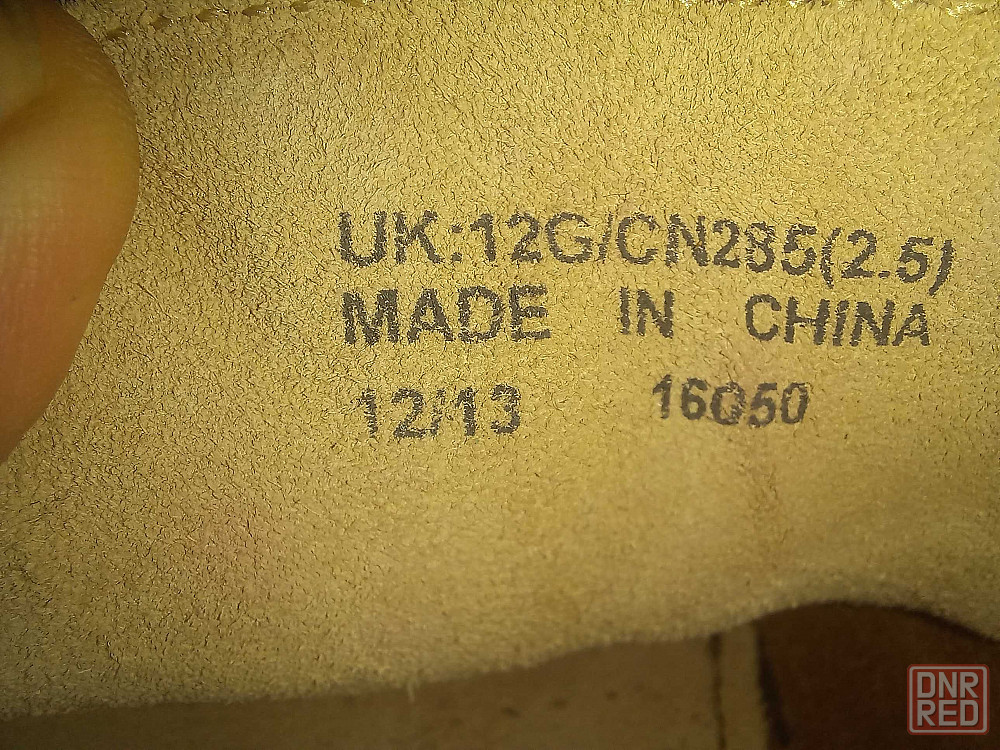 UK:12G/CN285(2.5)
MADE IN CHINA
12/13 16050
DNR
RED